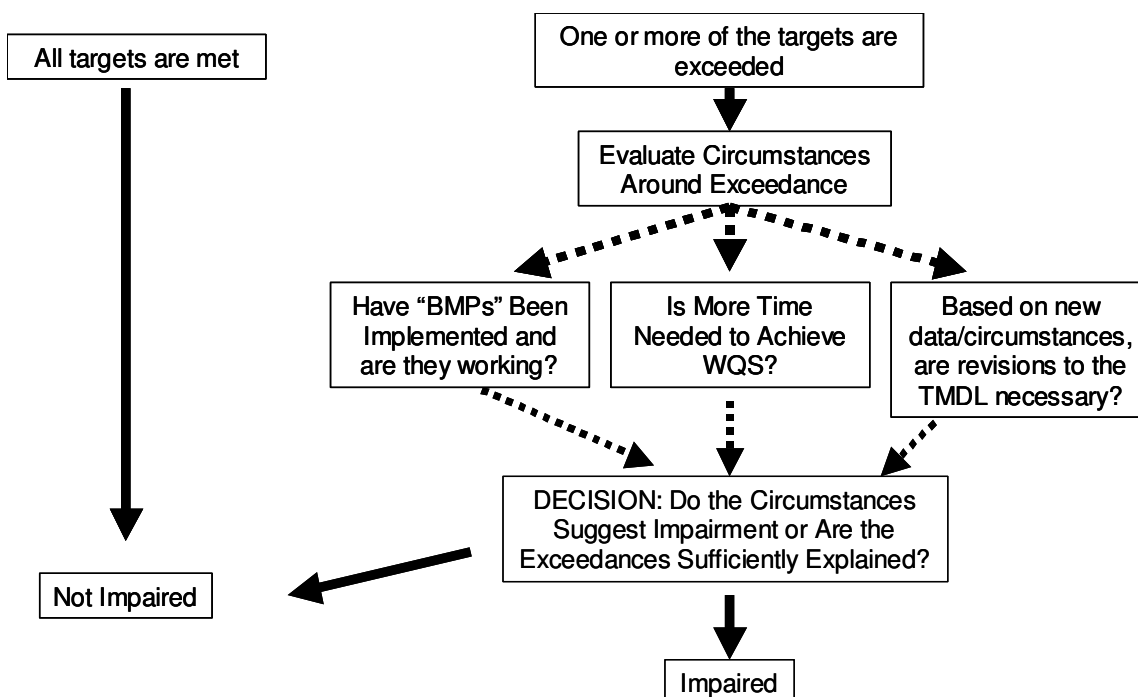 All targets are met
One or more of the targets are
exceeded
Evaluate Circumstances
Around Exceedance
Have “BMPs” Been
Implemented and
are they working?
Is More Time
Needed to Achieve
WQS?
Based on new
data/circumstances,
are revisions to the
TMDL necessary?
DECISION: Do the Circumstances
Suggest Impairment or Are the
Exceedances Sufficiently Explained?
Not Impaired
Impaired